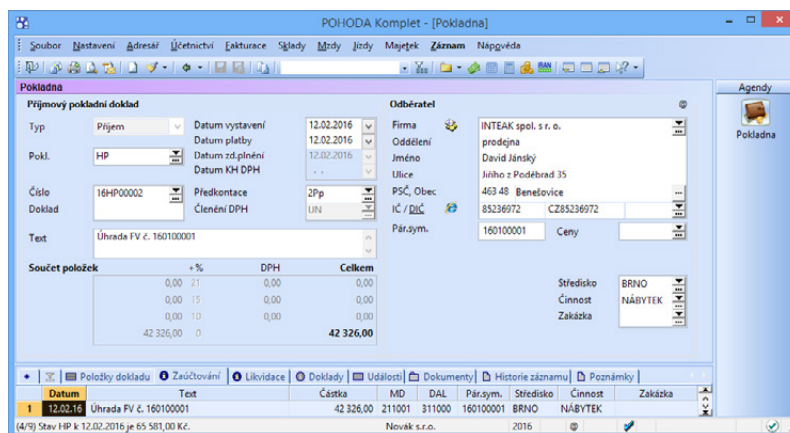 POHODA Komplet - [Pokladna]
Soubor Nastavení Adresář Účetnictví Fakturace Sklady Mzdy Jízdy Majetek Záznam Nápověda
Pokladna
Agendy
Pokladna
Příjmový pokladní doklad
Typ Příjem
Pokl. HP
Číslo 16HP00002
Doklad
Datum vystavení 12.02.2016
Datum platby 12.02.2016
Datum zd.plnění 12.02.2016
Datum KH DPH . .
Předkontace 2Pp
Členění DPH UN
Text Úhrada FV č. 160100001
Součet položek +% DPH Celkem
0,00 21 0,00 0,00
0,00 15 0,00 0,00
0,00 10 0,00 0,00
42 326,00 0 42 326,00
Odběratel
Firma INTEAK spol. s r. o.
Oddělení prodejna
Jméno David Jánský
Ulice Jiřího z Poděbrad 35
PSČ, Obec 463 48 Benešovice
IČ / DIČ 85236972 CZ85236972
Pár.sym. 160100001 Ceny
Středisko BRNO
Činnost NÁBYTEK
Zakázka
Položky dokladu Zaúčtování Likvidace Doklady Události Dokumenty Historie záznamu Poznámky
Datum Text Částka MD DAL Pár.sym. Středisko Činnost Zakázka
1 12.02.16 Úhrada FV č. 160100001 42 326,00 211001 311000 160100001 BRNO NÁBYTEK
(4/9) Stav HP k 12.02.2016 je 65 581,00 Kč. Novák s.r.o. 2016 @